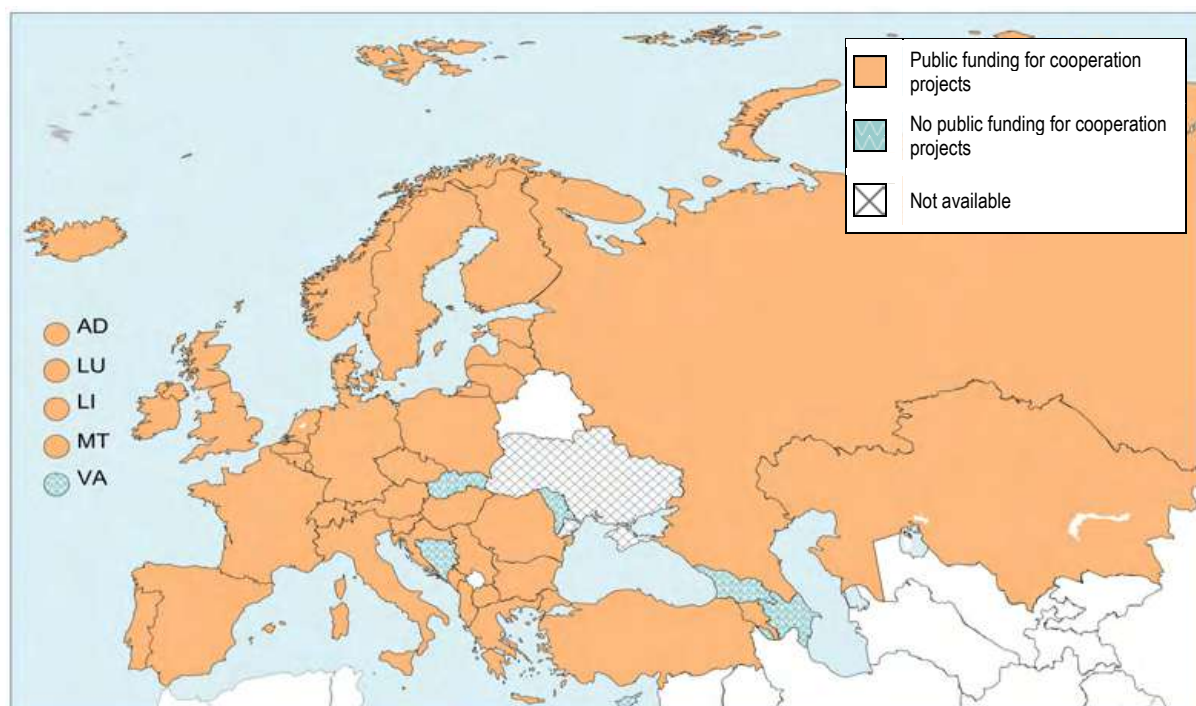 Public funding for cooperation
projects
No public funding for cooperation
projects
Not available
AD
LU
LI
MT
VA